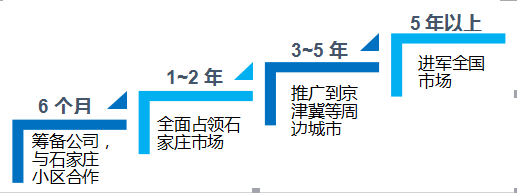 6 个月
筹备公司，
与石家庄
小区合作
1~2 年
全面占领石
家庄市场
3~5 年
推广到京
津冀等周
边城市
5 年以上
进军全国
市场